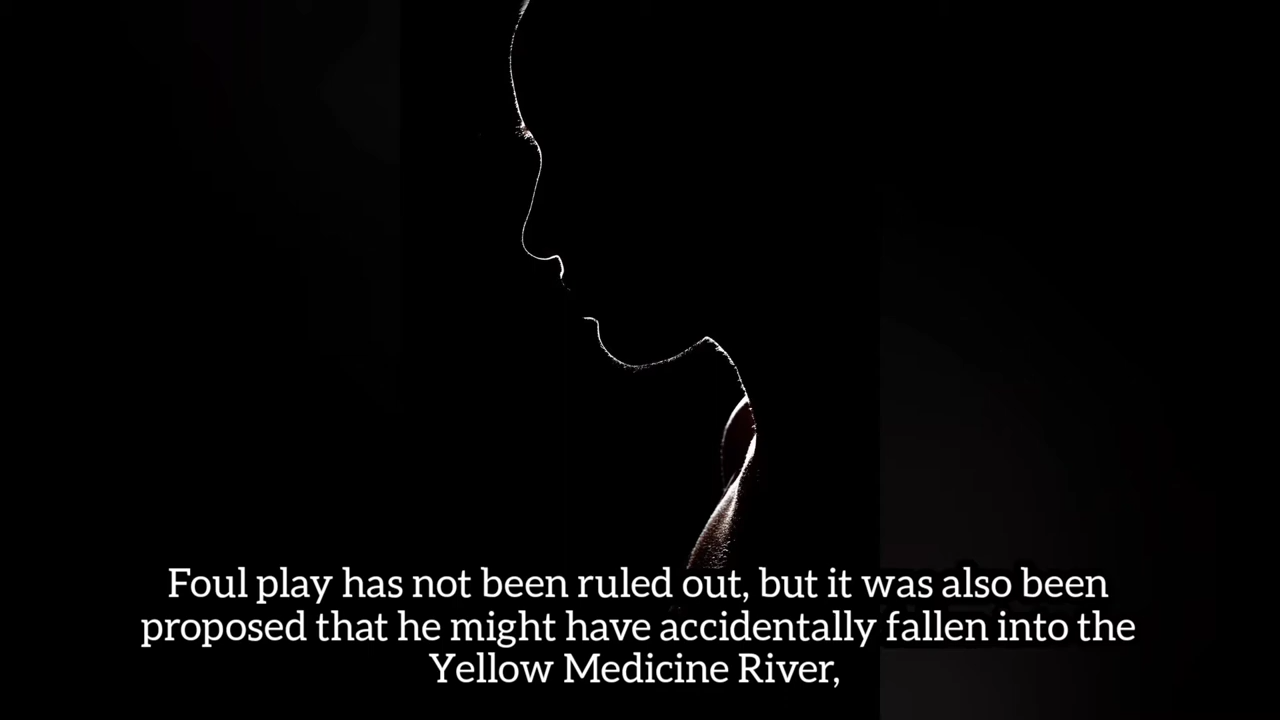 Foul play has not been ruled out, but it was also been
proposed that he might have accidentally fallen into the
Yellow Medicine River,